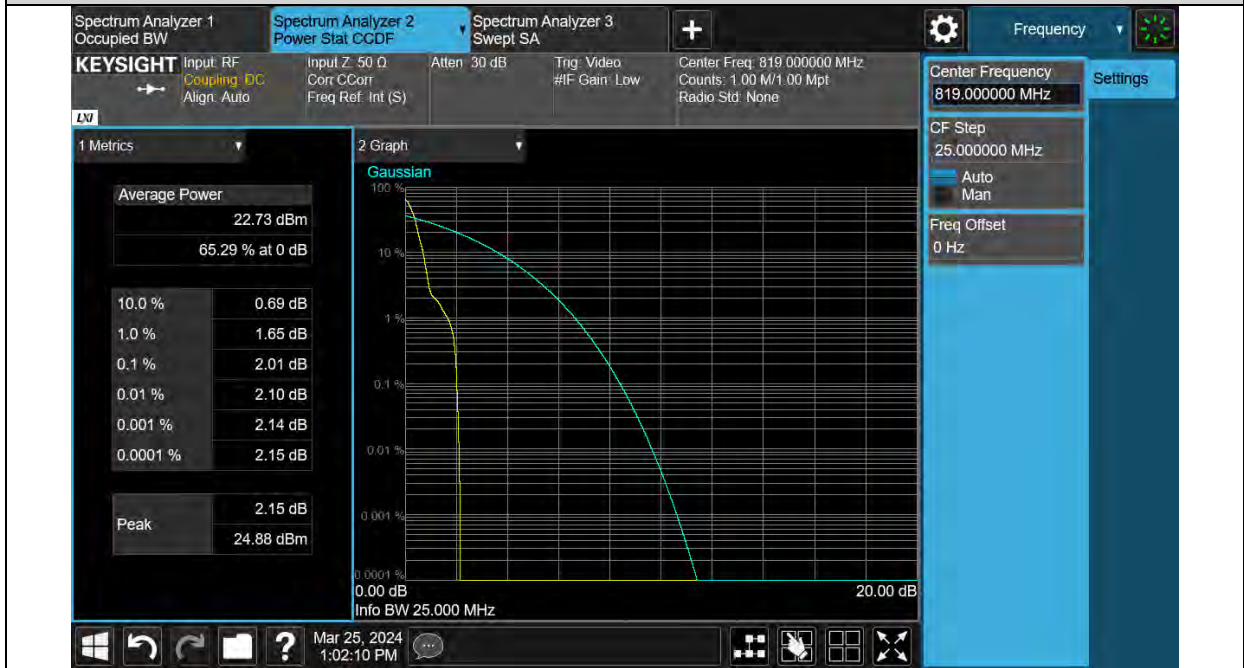 Spectrum Analyzer 1
Occupied BW
Spectrum Analyzer 2
Power Stat CCDF
Spectrum Analyzer 3
Swept SA
Frequency
KEYSIGHT
Input: RF
Coupling: DC
Align: Auto
Input Z: 50 Ω
Corr CCorr
Freq Ref: Int (S)
Atten: 30 dB
Trig: Video
#IF Gain: Low
Center Freq: 819.000000 MHz
Counts: 1.00 M/1.00 Mpt
Radio Std: None
LXI
Center Frequency
819.000000 MHz
Settings
CF Step
25.000000 MHz
Auto
Man
Freq Offset
0 Hz
1 Metrics
Average Power
22.73 dBm
65.29 % at 0 dB
10.0 % 0.69 dB
1.0 % 1.65 dB
0.1 % 2.01 dB
0.01 % 2.10 dB
0.001 % 2.14 dB
0.0001 % 2.15 dB
Peak
2.15 dB
24.88 dBm
2 Graph
Gaussian
100 %
10 %
1 %
0.1 %
0.01 %
0.001 %
0.0001 %
0.00 dB
20.00 dB
Info BW 25.000 MHz
?
Mar 25, 2024
1:02:10 PM